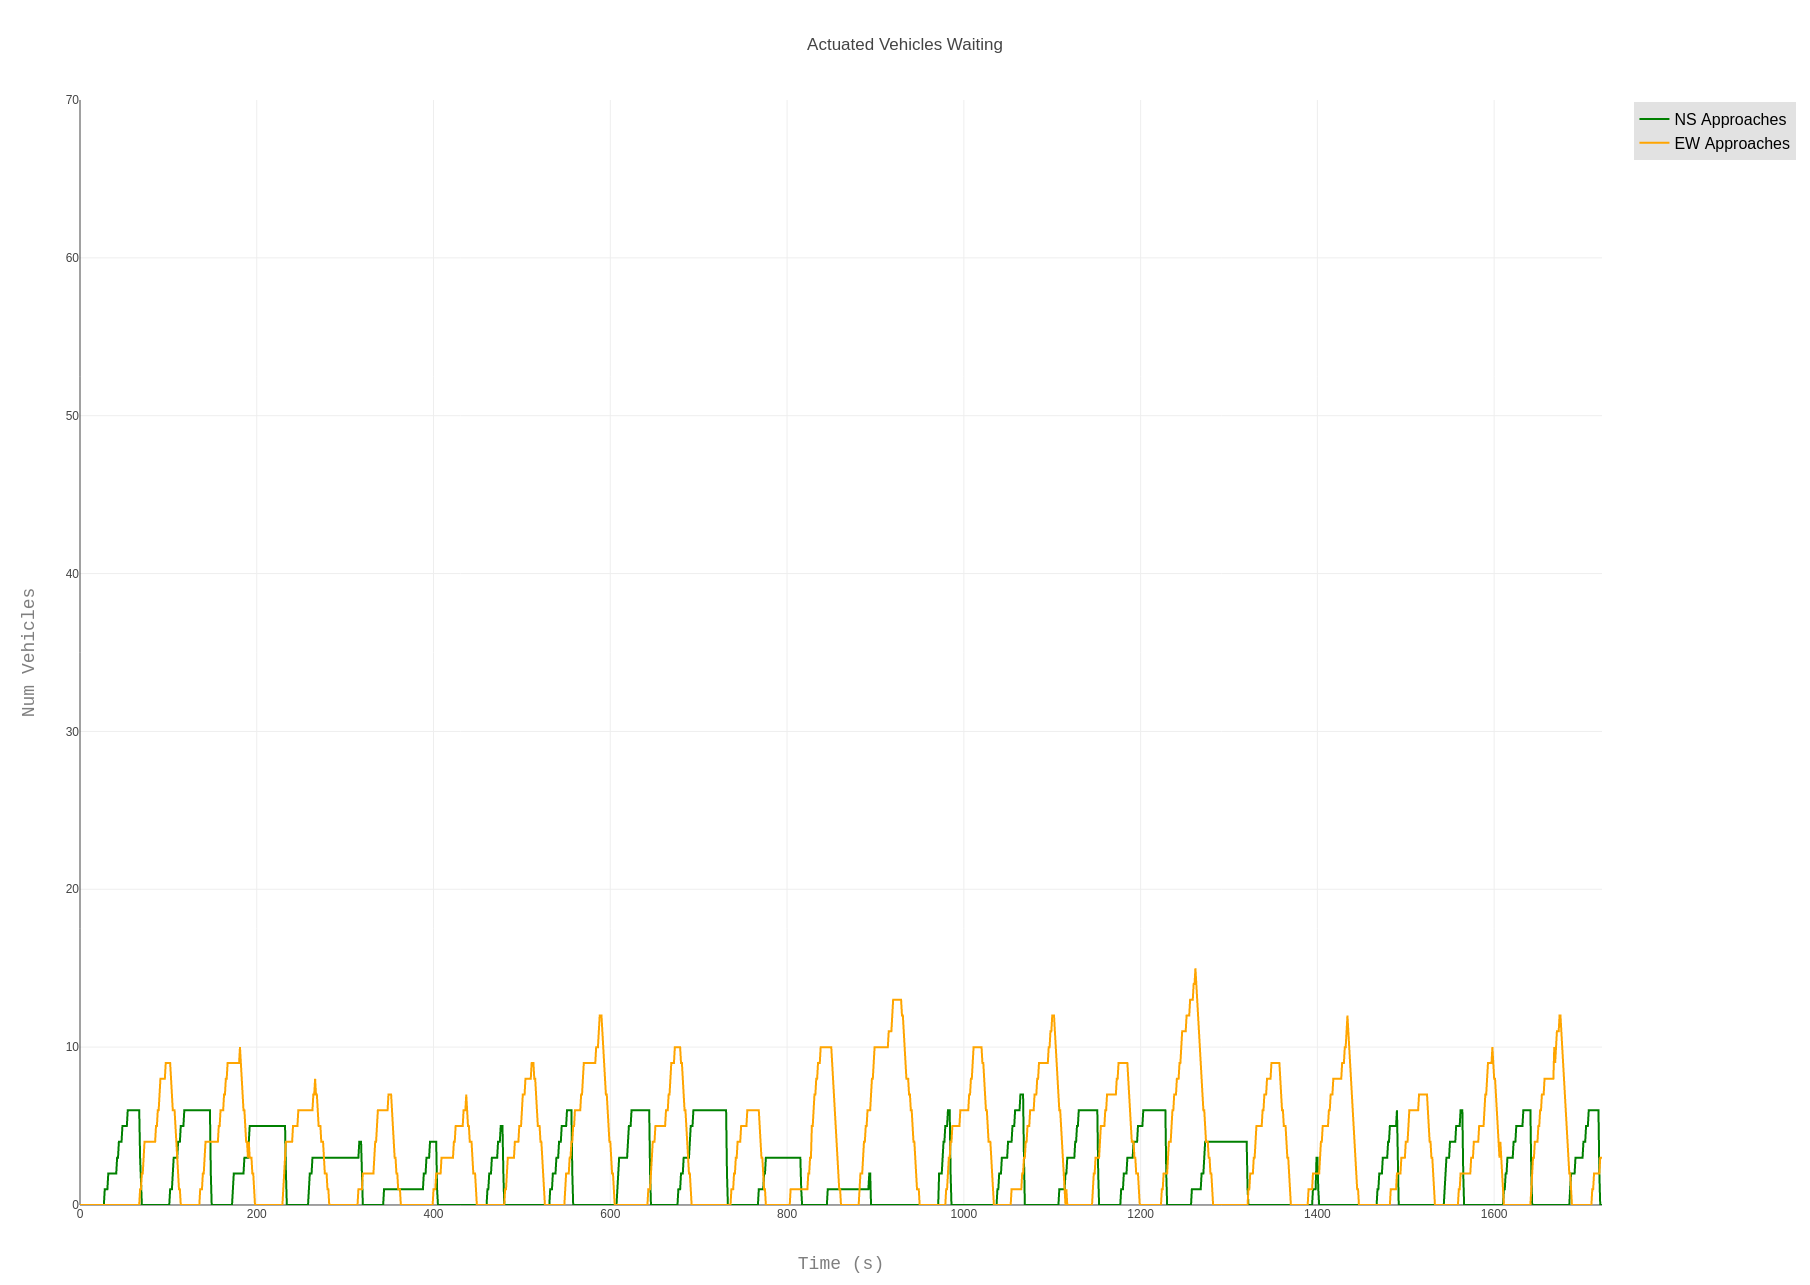 Actuated Vehicles Waiting
NS Approaches
EW Approaches
70
60
50
40
30
20
10
0
Num Vehicles
0 200 400 600 800 1000 1200 1400 1600
Time (s)